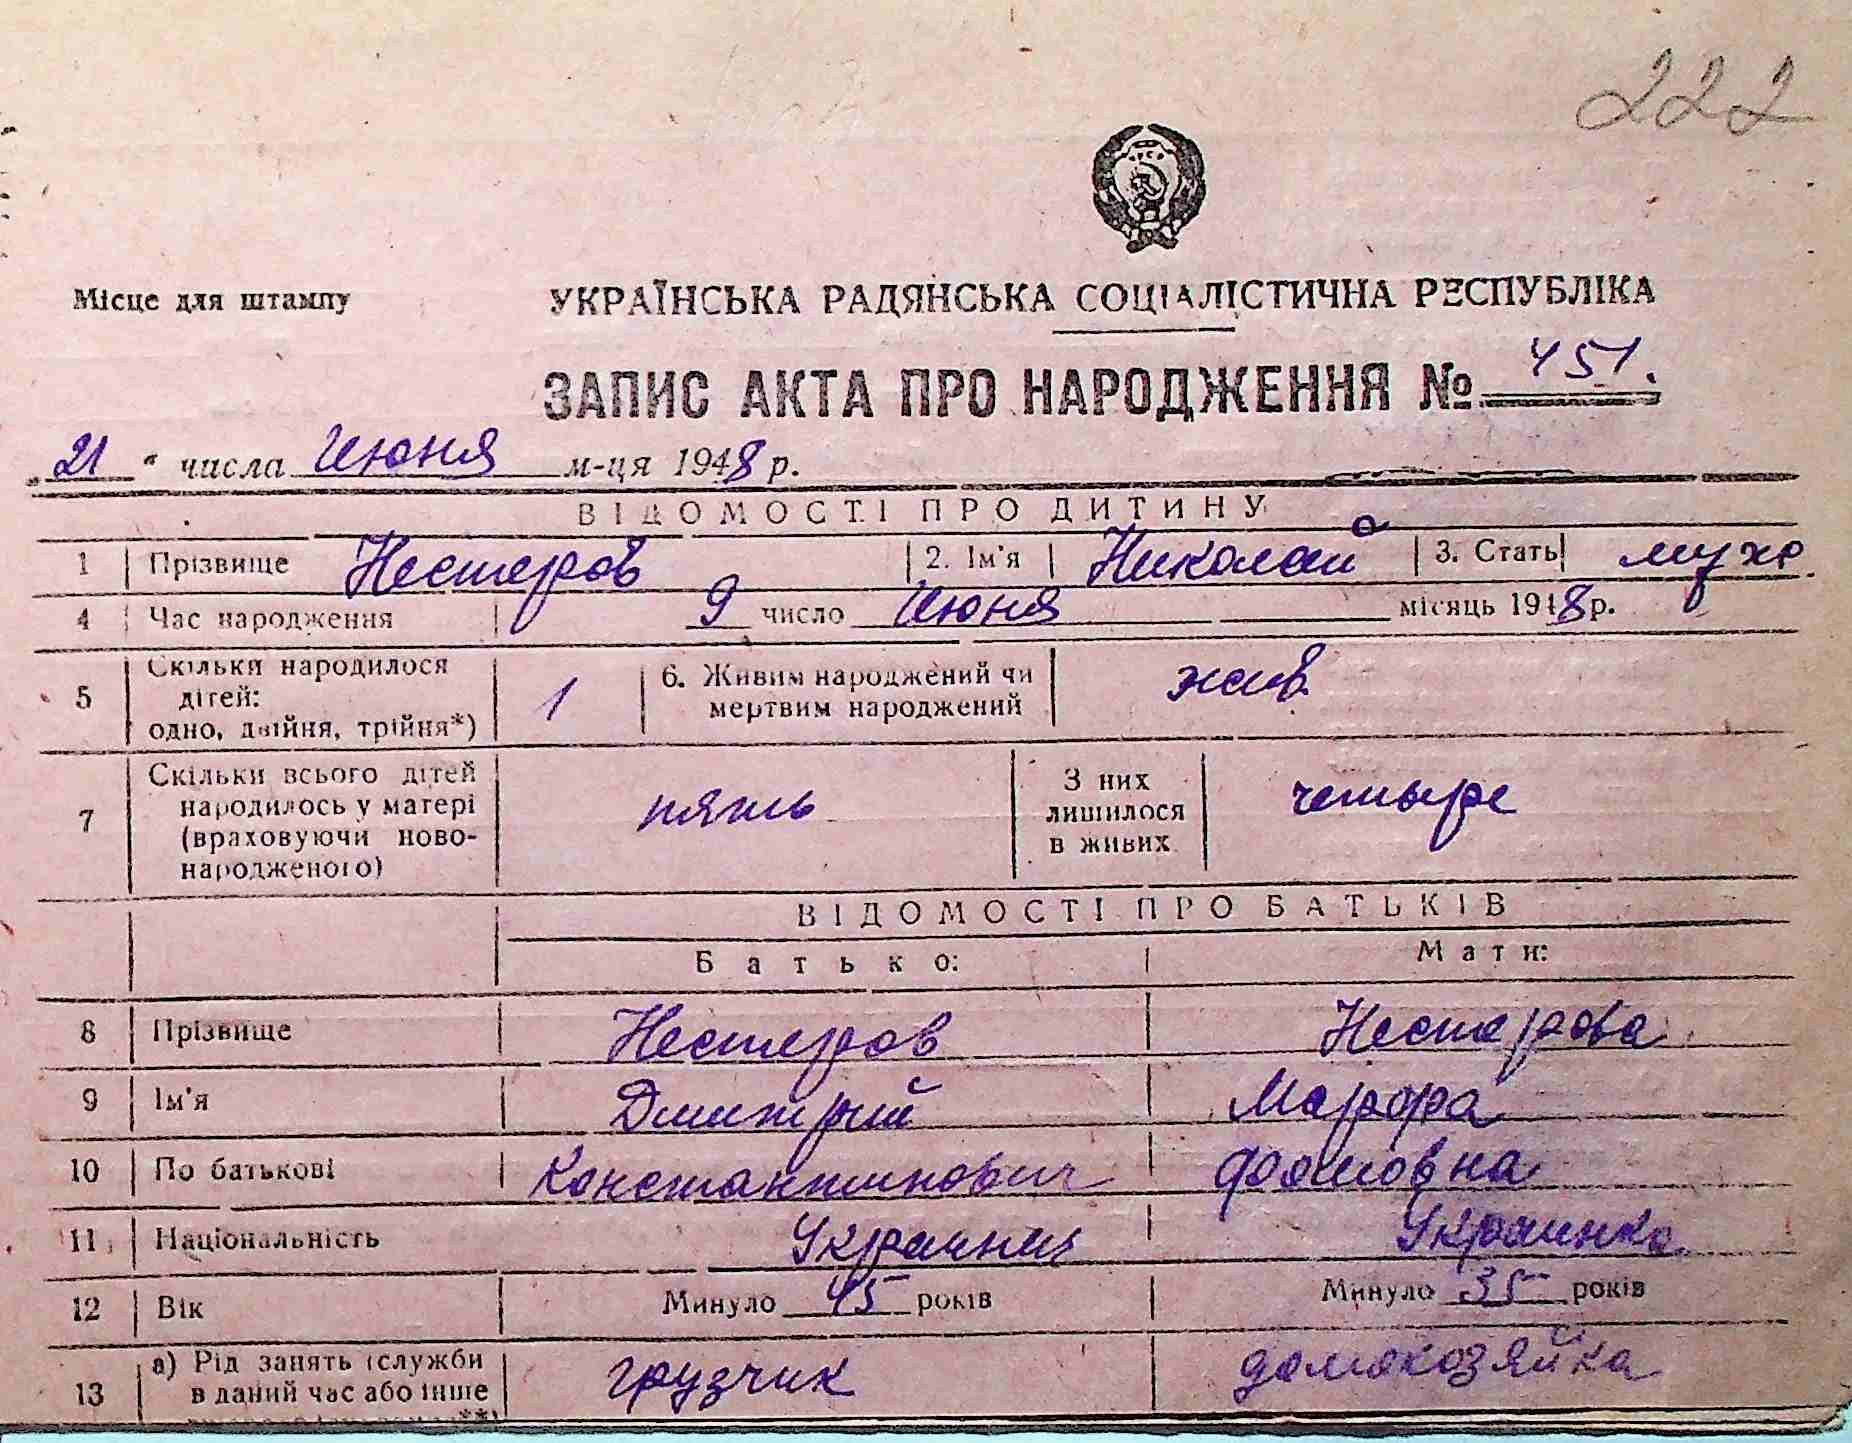 222
Місце для штампу
УКРАЇНСЬКА РАДЯНСЬКА СОЦІАЛІСТИЧНА РЕСПУБЛІКА
ЗАПИС АКТА ПРО НАРОДЖЕННЯ № 451.
„21" числа Июня м-ця 1948 р.
ВІДОМОСТІ ПРО ДИТИНУ
1 Прізвище Нестеров 2. Ім'я Николай 3. Стать муж.
4 Час народження 9 число Июня місяць 1948 р.
5 Скільки народилося дітей: одно, двійня, трійня*) 1 6. Живим народжений чи мертвим народжений жив.
7 Скільки всього дітей народилось у матері (враховуючи ново-народженого) пять З них лишилося в живих четыре
ВІДОМОСТІ ПРО БАТЬКІВ
Батько: Мати:
8 Прізвище Нестеров Нестерова
9 Ім'я Дмитрий Марфа
10 По батькові Константинович Фоминовна
11 Національність Украинец Украинка
12 Вік Минуло 45 років Минуло 35 років
13 а) Рід занять (служби в даний час або інше грузчик домохозяйка